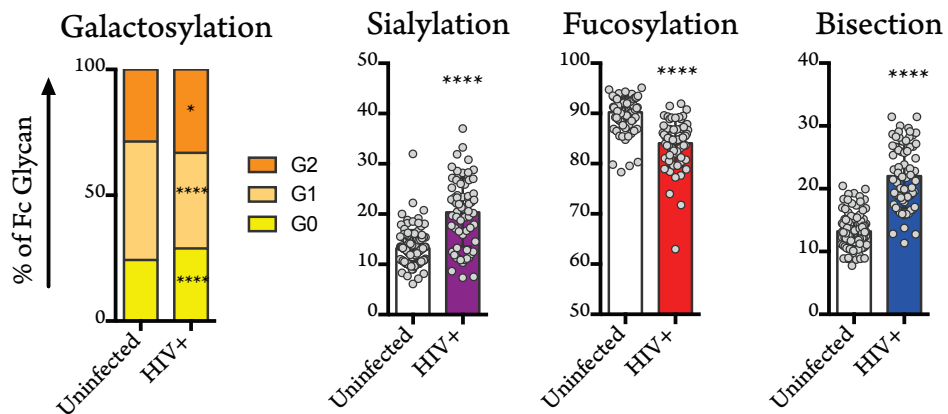 Galactosylation
Sialylation
Fucosylation
Bisection
% of Fc Glycan
100
50
0
*
****
****
Uninfected
HIV+
G2
G1
G0
50
40
30
20
10
0
****
Uninfected
HIV+
100
90
80
70
60
50
****
Uninfected
HIV+
40
30
20
10
0
****
Uninfected
HIV+